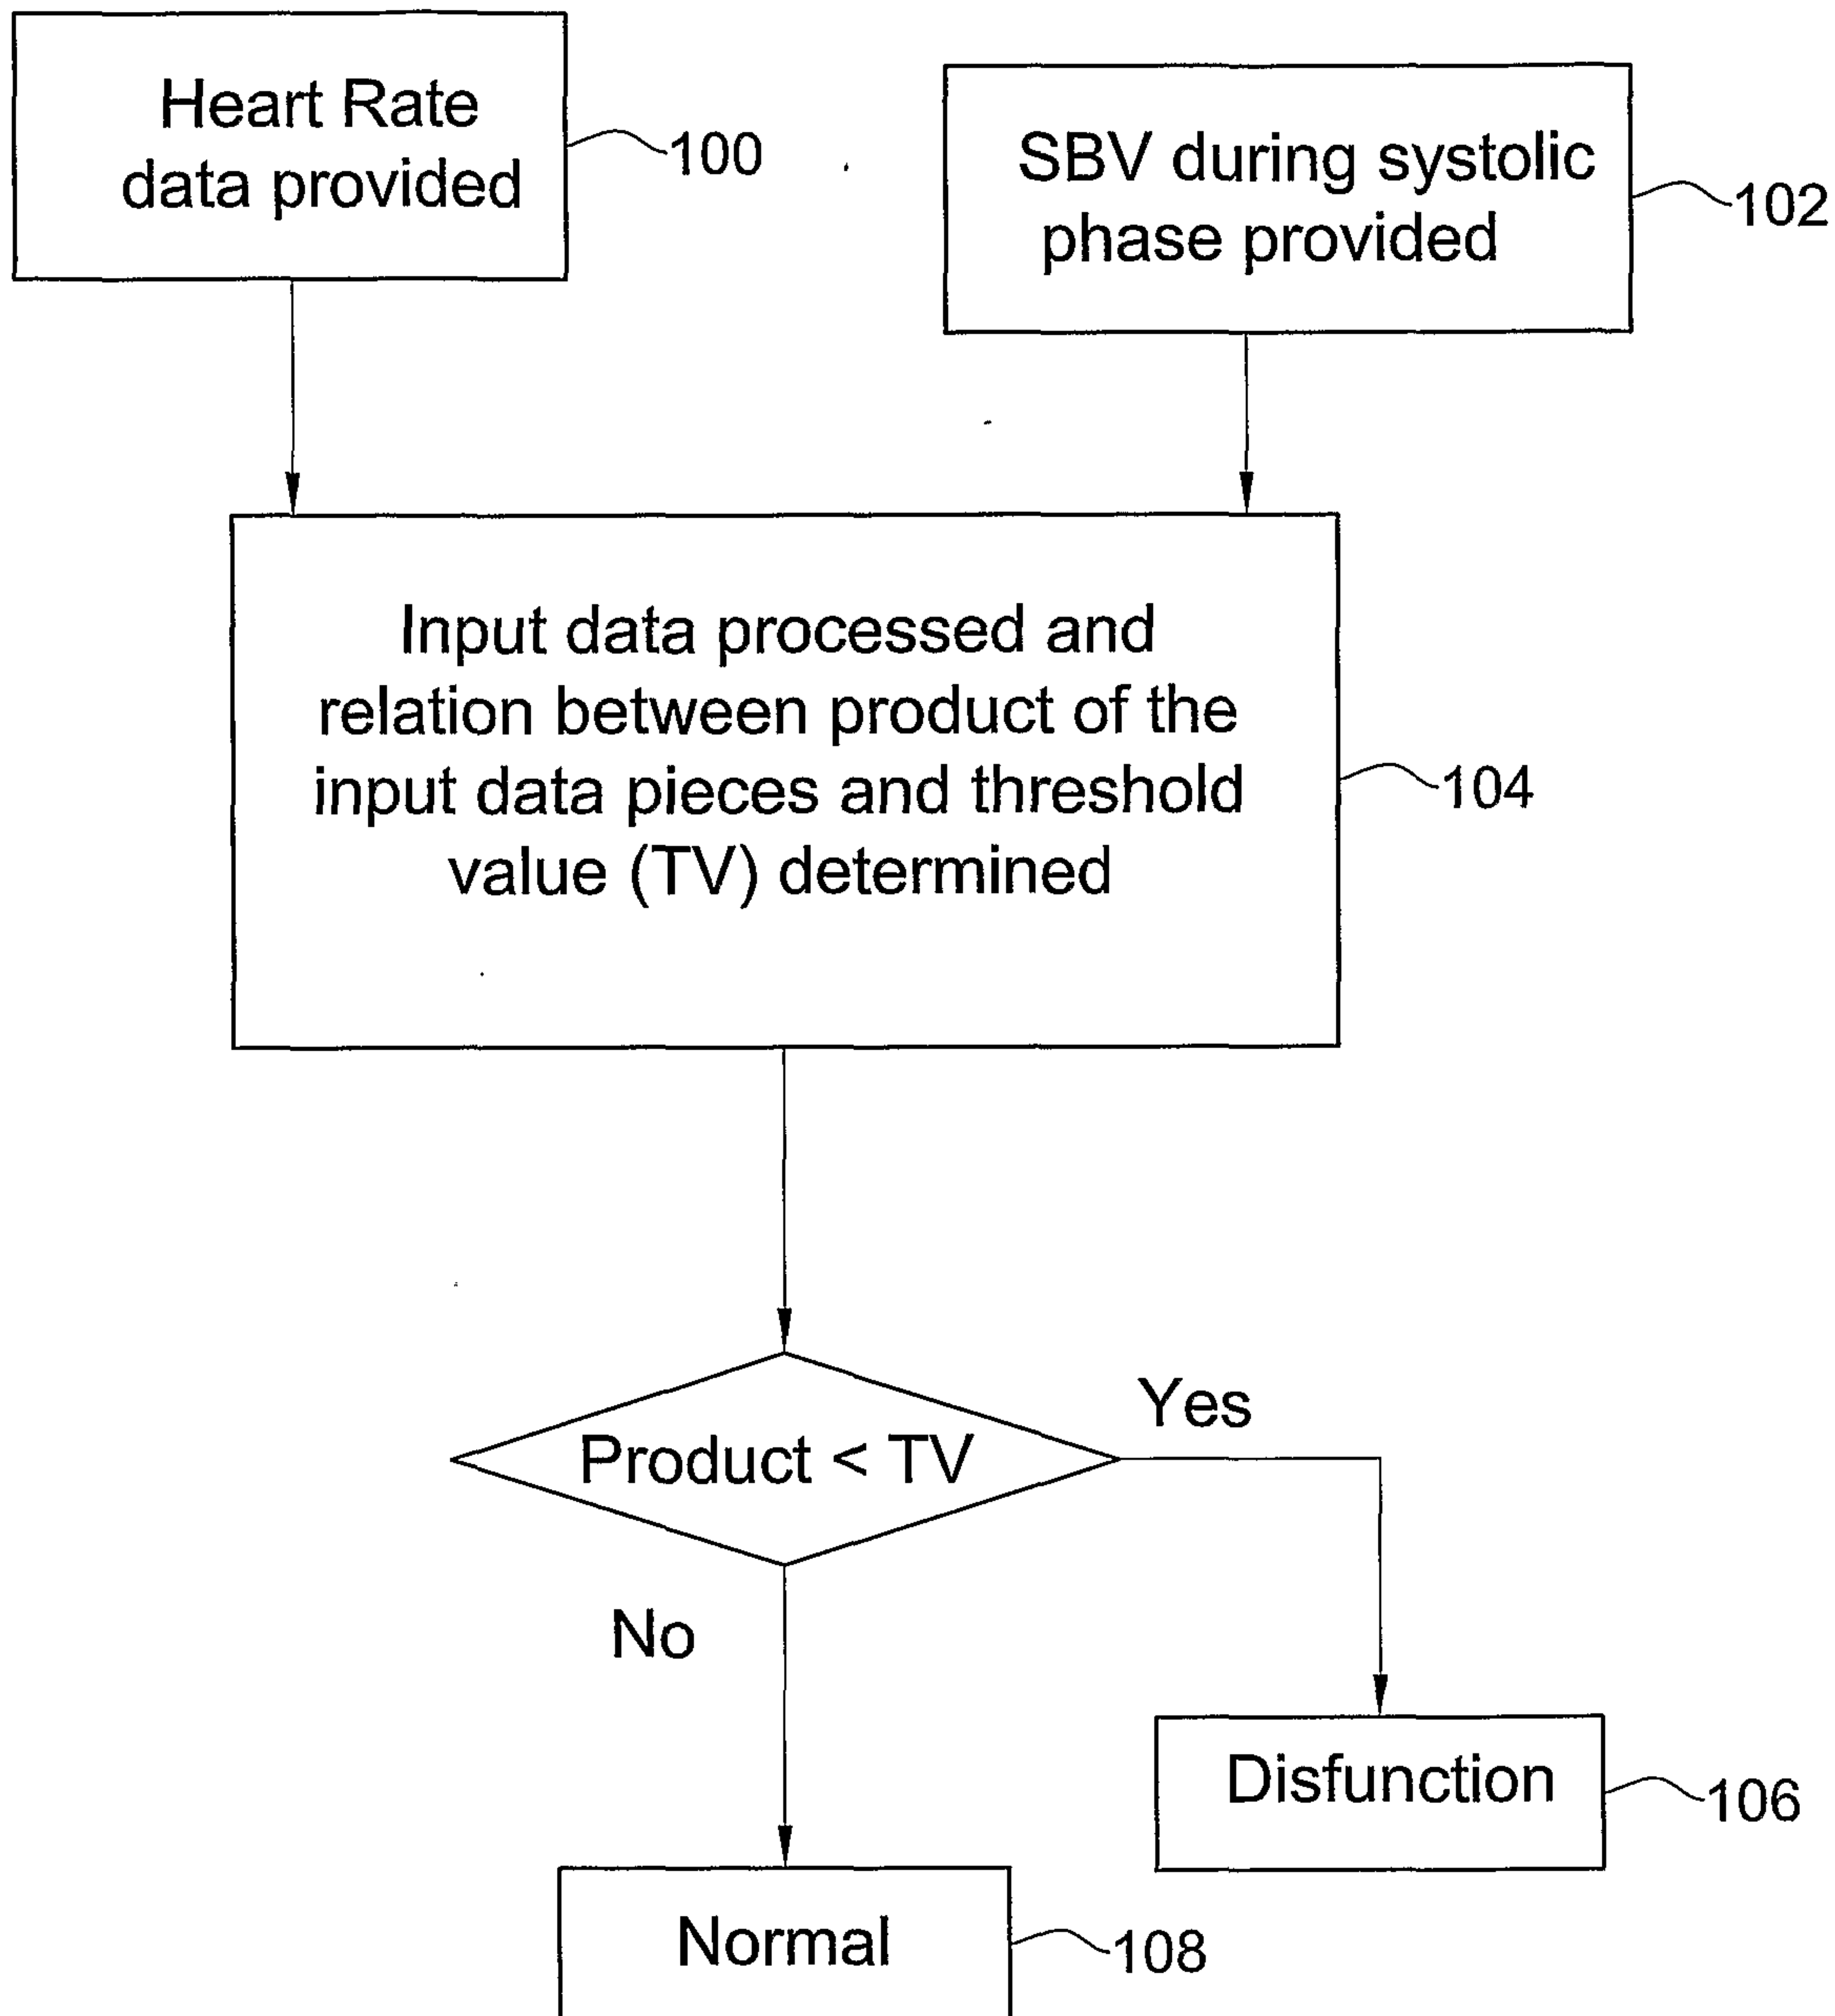 Heart Rate
data provided
100
SBV during systolic
phase provided
102
Input data processed and
relation between product of the
input data pieces and threshold
value (TV) determined
104
Product < TV
Yes
No
Disfunction
106
Normal
108